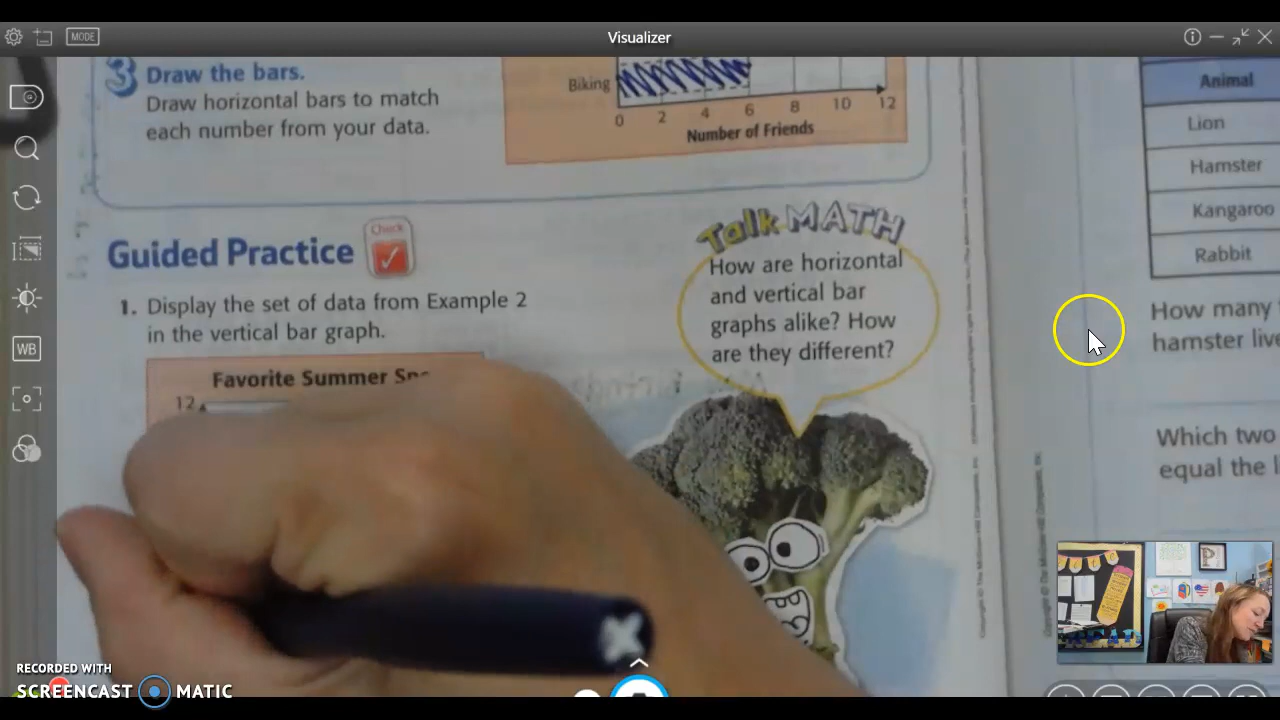 MODE
Visualizer
WB
3 Draw the bars.
Draw horizontal bars to match
each number from your data.
Biking
0 2 4 6 8 10 12
Number of Friends
Guided Practice
Check
1. Display the set of data from Example 2
in the vertical bar graph.
Favorite Summer
12
Talk MATH
How are horizontal
and vertical bar
graphs alike? How
are they different?
Animal
Lion
Hamster
Kangaroo
Rabbit
How many
hamster live
Which two
equal the
RECORDED WITH
SCREENCAST MATIC